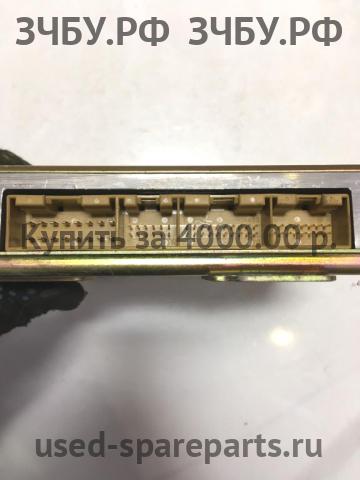 ЗЧБУ.РФ ЗЧБУ.РФ
Купить за 4000.00 р.
used-spareparts.ru